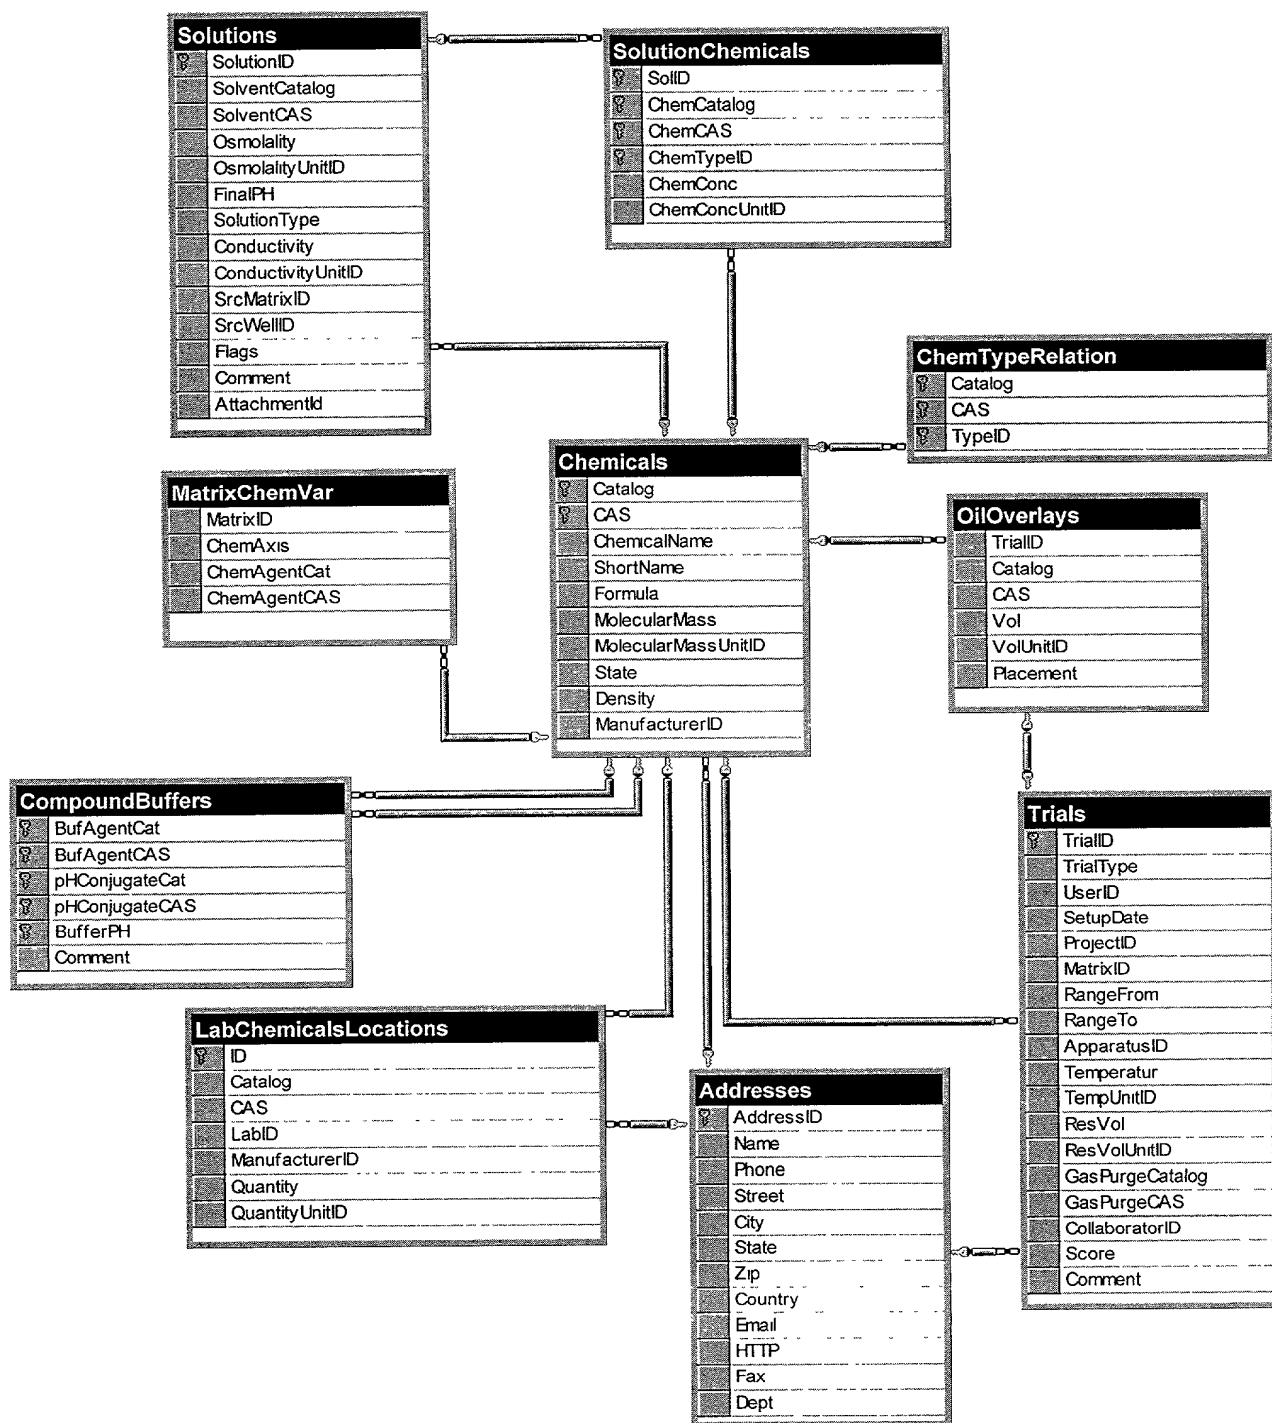 Solutions
SolutionID
SolventCatalog
SolventCAS
Osmolality
OsmolalityUnitID
FinalPH
SolutionType
Conductivity
ConductivityUnitID
SrcMatrixID
SrcWellID
Flags
Comment
AttachmentId
SolutionChemicals
SolID
ChemCatalog
ChemCAS
ChemTypeID
ChemConc
ChemConcUnitID
ChemTypeRelation
Catalog
CAS
TypeID
Chemicals
Catalog
CAS
ChemicalName
ShortName
Formula
MolecularMass
MolecularMassUnitID
State
Density
ManufacturerID
MatrixChemVar
MatrixID
ChemAxis
ChemAgentCat
ChemAgentCAS
OilOverlays
TrialID
Catalog
CAS
Vol
VolUnitID
Placement
CompoundBuffers
BufAgentCat
BufAgentCAS
pHConjugateCat
pHConjugateCAS
BufferPH
Comment
Trials
TrialID
TrialType
UserID
SetupDate
ProjectID
MatrixID
RangeFrom
RangeTo
ApparatusID
Temperatur
TempUnitID
ResVol
ResVolUnitID
GasPurgeCatalog
GasPurgeCAS
CollaboratorID
Score
Comment
LabChemicalsLocations
ID
Catalog
CAS
LabID
ManufacturerID
Quantity
QuantityUnitID
Addresses
AddressID
Name
Phone
Street
City
State
Zip
Country
Email
HTTP
Fax
Dept